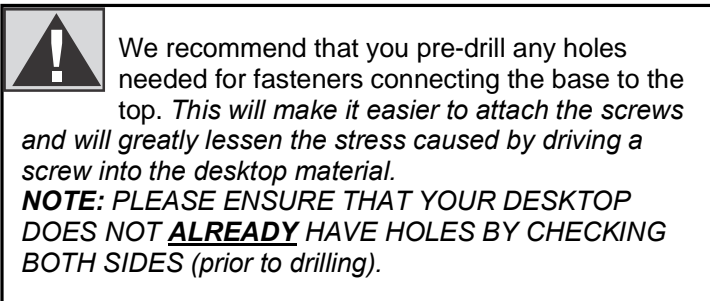 We recommend that you pre-drill any holes
needed for fasteners connecting the base to the
top. This will make it easier to attach the screws
and will greatly lessen the stress caused by driving a
screw into the desktop material.
NOTE: PLEASE ENSURE THAT YOUR DESKTOP
DOES NOT ALREADY HAVE HOLES BY CHECKING
BOTH SIDES (prior to drilling).